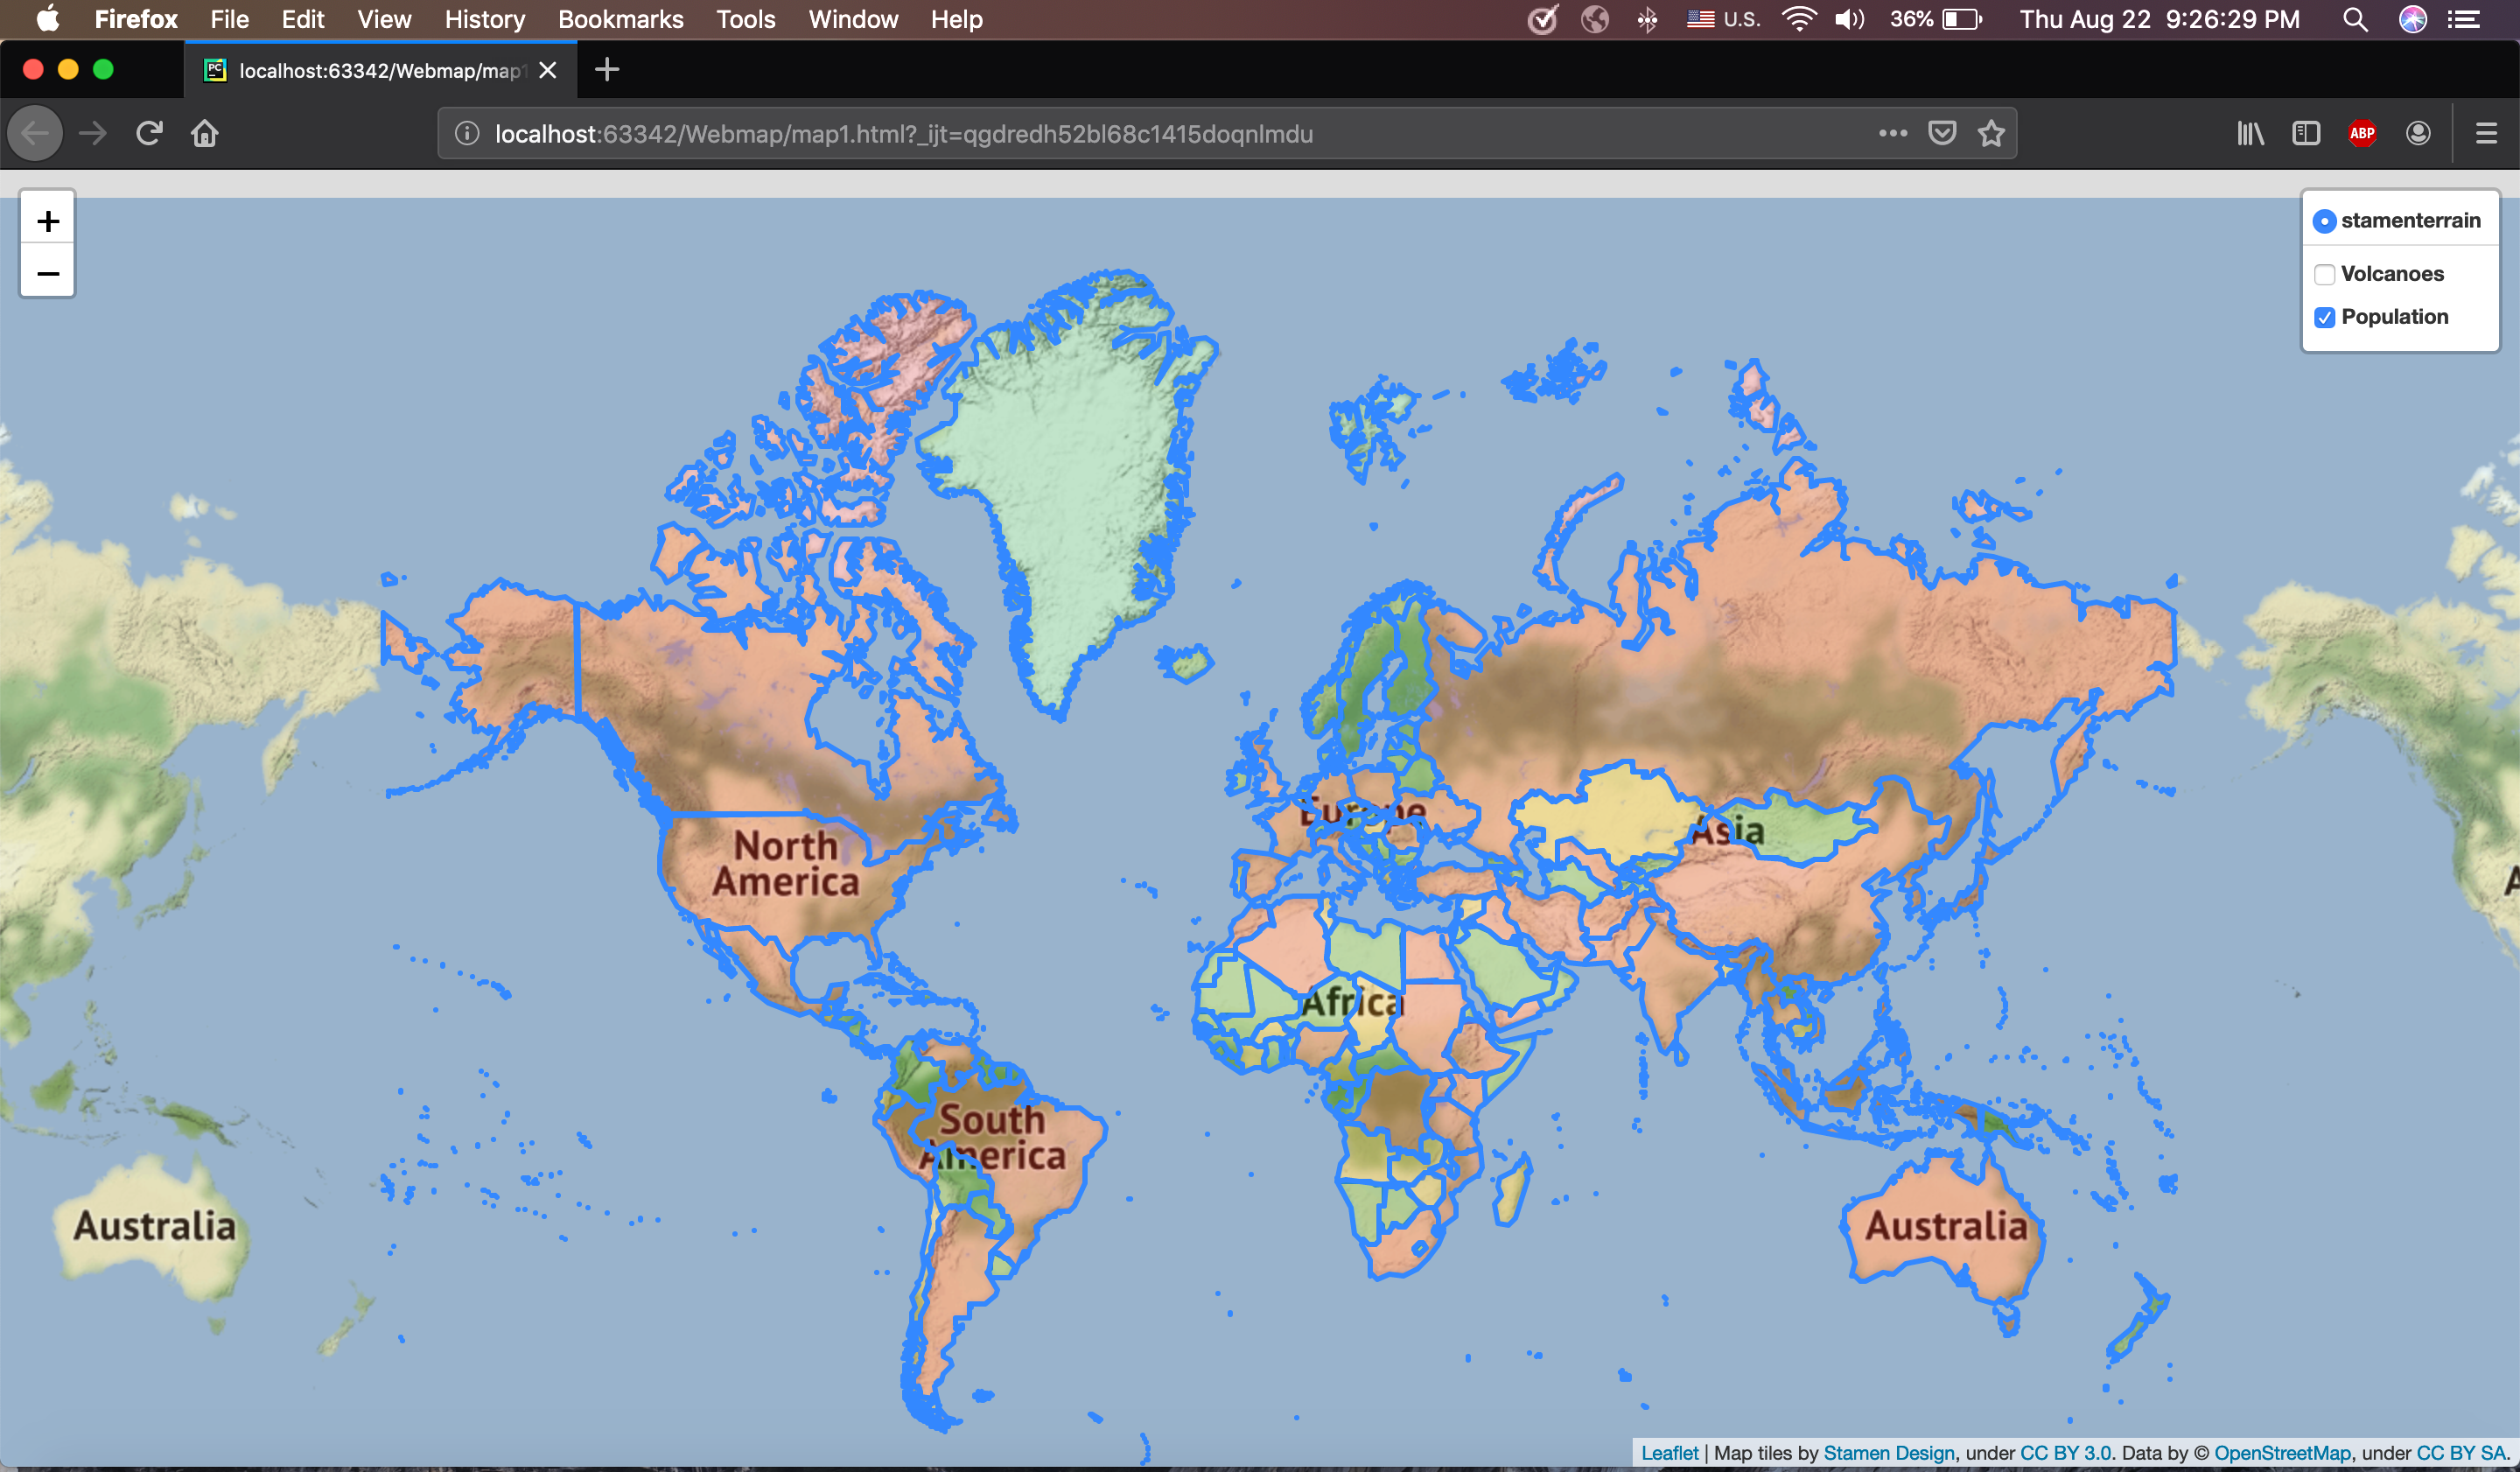 Firefox File Edit View History Bookmarks Tools Window Help U.S. 36% Thu Aug 22 9:26:29 PM
PC localhost:63342/Webmap/map1
localhost:63342/Webmap/map1.html?_ijt=qgdredh52bl68c1415doqnlmdu ABP
+
−
stamenterrain
Volcanoes
Population
Europe
Asia
North
America
Africa
South
America
Australia
Australia
A
Leaflet | Map tiles by Stamen Design, under CC BY 3.0. Data by © OpenStreetMap, under CC BY SA.